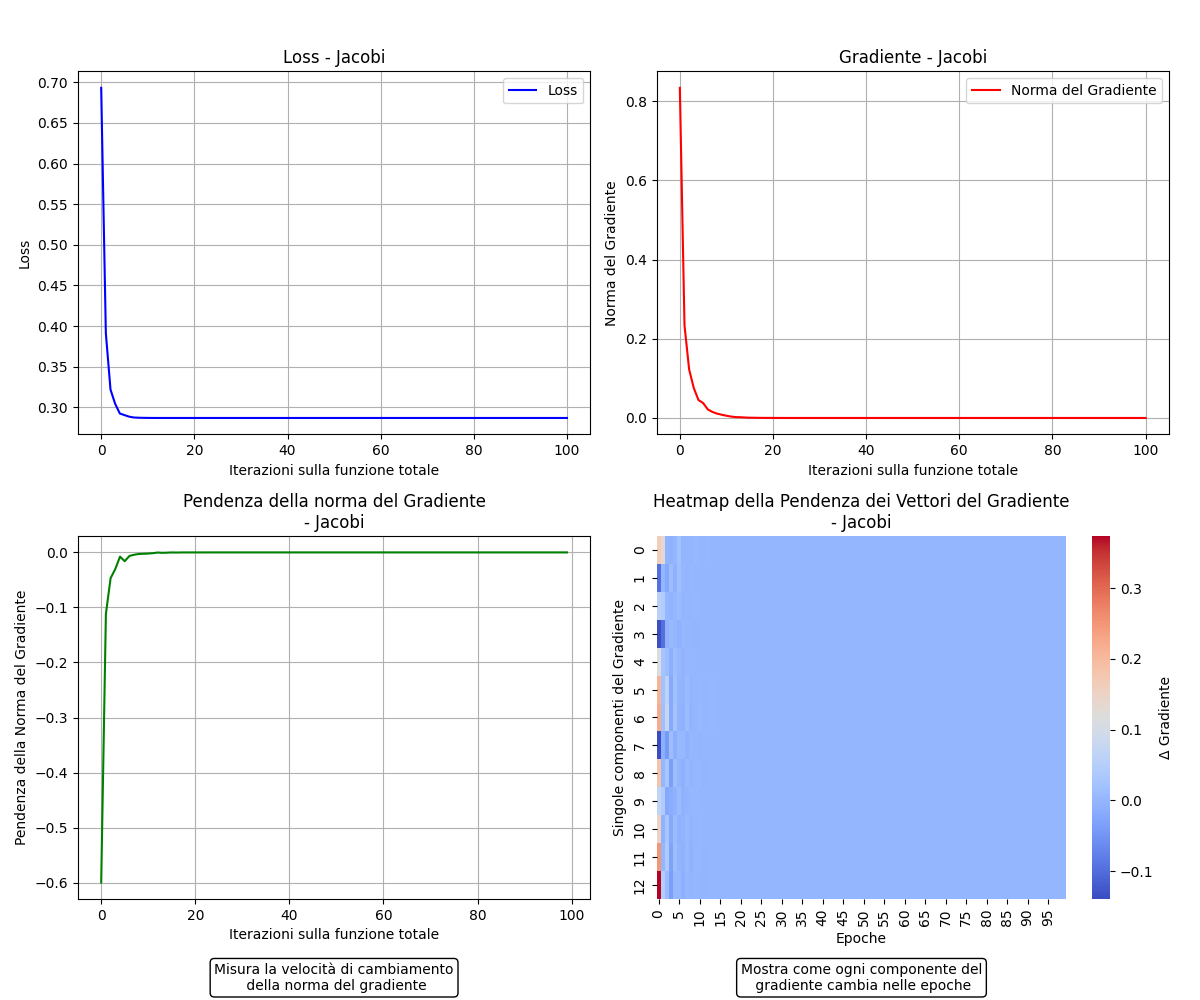 Loss - Jacobi
Loss
0.70
0.65
0.60
0.55
0.50
0.45
0.40
0.35
0.30
Loss
0 20 40 60 80 100
Iterazioni sulla funzione totale
Gradiente - Jacobi
Norma del Gradiente
0.8
0.6
0.4
0.2
0.0
Norma del Gradiente
0 20 40 60 80 100
Iterazioni sulla funzione totale
Pendenza della norma del Gradiente
- Jacobi
0.0
−0.1
−0.2
−0.3
−0.4
−0.5
−0.6
Pendenza della Norma del Gradiente
0 20 40 60 80 100
Iterazioni sulla funzione totale
Misura la velocità di cambiamento
della norma del gradiente
Heatmap della Pendenza dei Vettori del Gradiente
- Jacobi
0
1
2
3
4
5
6
7
8
9
10
11
12
Singole componenti del Gradiente
0 5 10 15 20 25 30 35 40 45 50 55 60 65 70 75 80 85 90 95
Epoche
0.3
0.2
0.1
0.0
−0.1
Δ Gradiente
Mostra come ogni componente del
gradiente cambia nelle epoche